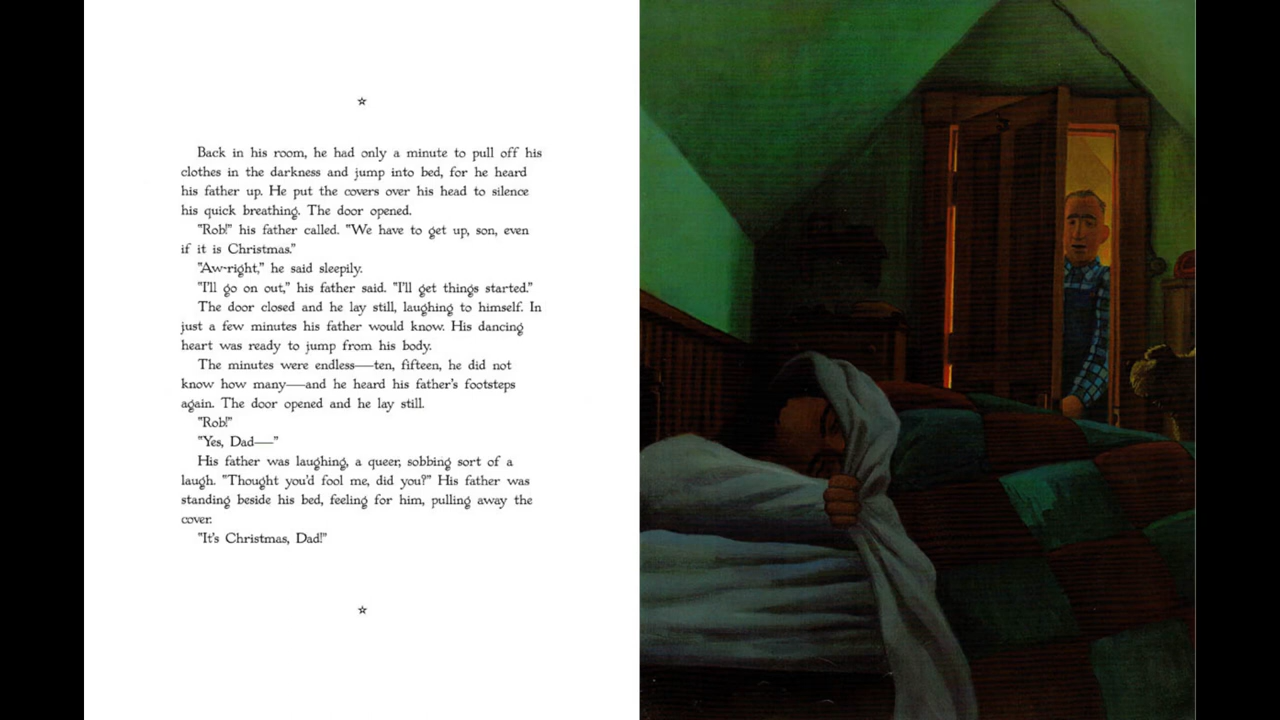 Back in his room, he had only a minute to pull off his
clothes in the darkness and jump into bed, for he heard
his father up. He put the covers over his head to silence
his quick breathing. The door opened.
"Rob!" his father called. "We have to get up, son, even
if it is Christmas."
"Aw-right," he said sleepily.
"I'll go on out," his father said. "I'll get things started."
The door closed and he lay still, laughing to himself. In
just a few minutes his father would know. His dancing
heart was ready to jump from his body.
The minutes were endless—ten, fifteen, he did not
know how many—and he heard his father's footsteps
again. The door opened and he lay still.
"Rob!"
"Yes, Dad—"
His father was laughing, a queer, sobbing sort of a
laugh. "Thought you'd fool me, did you?" His father was
standing beside his bed, feeling for him, pulling away the
cover.
"It's Christmas, Dad!"